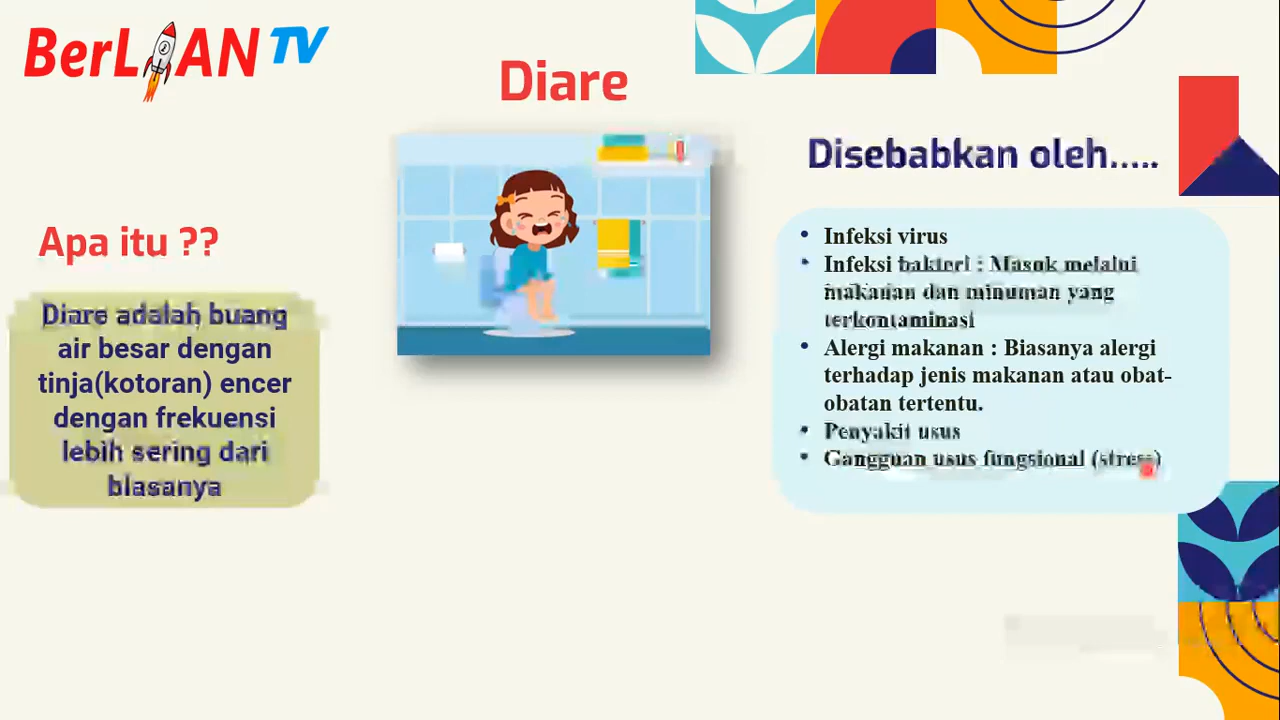 BerLIAN TV
Diare
Disebabkan oleh.....
Apa itu ??
Diare adalah buang
air besar dengan
tinja(kotoran) encer
dengan frekuensi
lebih sering dari
biasanya
• Infeksi virus
• Infeksi bakteri : Masuk melalui
makanan dan minuman yang
terkontaminasi
• Alergi makanan : Biasanya alergi
terhadap jenis makanan atau obat-
obatan tertentu.
• Penyakit usus
• Gangguan usus fungsional (stress)